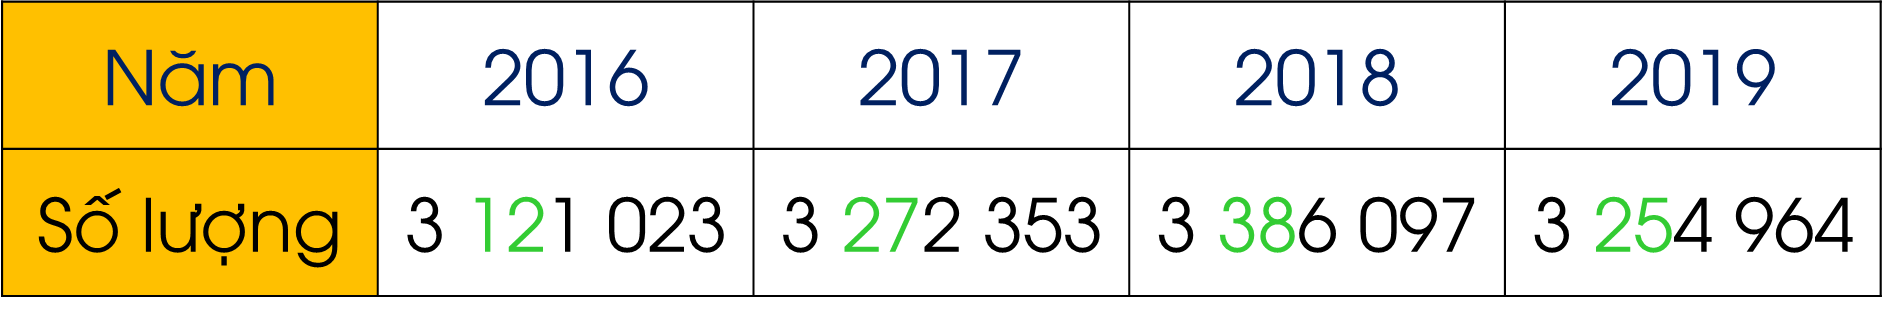 Năm 2016 2017 2018 2019
Số lượng 3 121 023 3 272 353 3 386 097 3 254 964